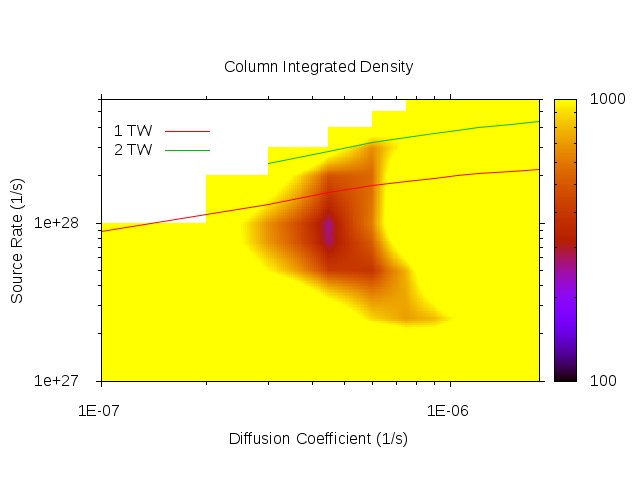 Column Integrated Density
1 TW
2 TW
1000
100
1e+28
1e+27
Source Rate (1/s)
1E-07
1E-06
Diffusion Coefficient (1/s)